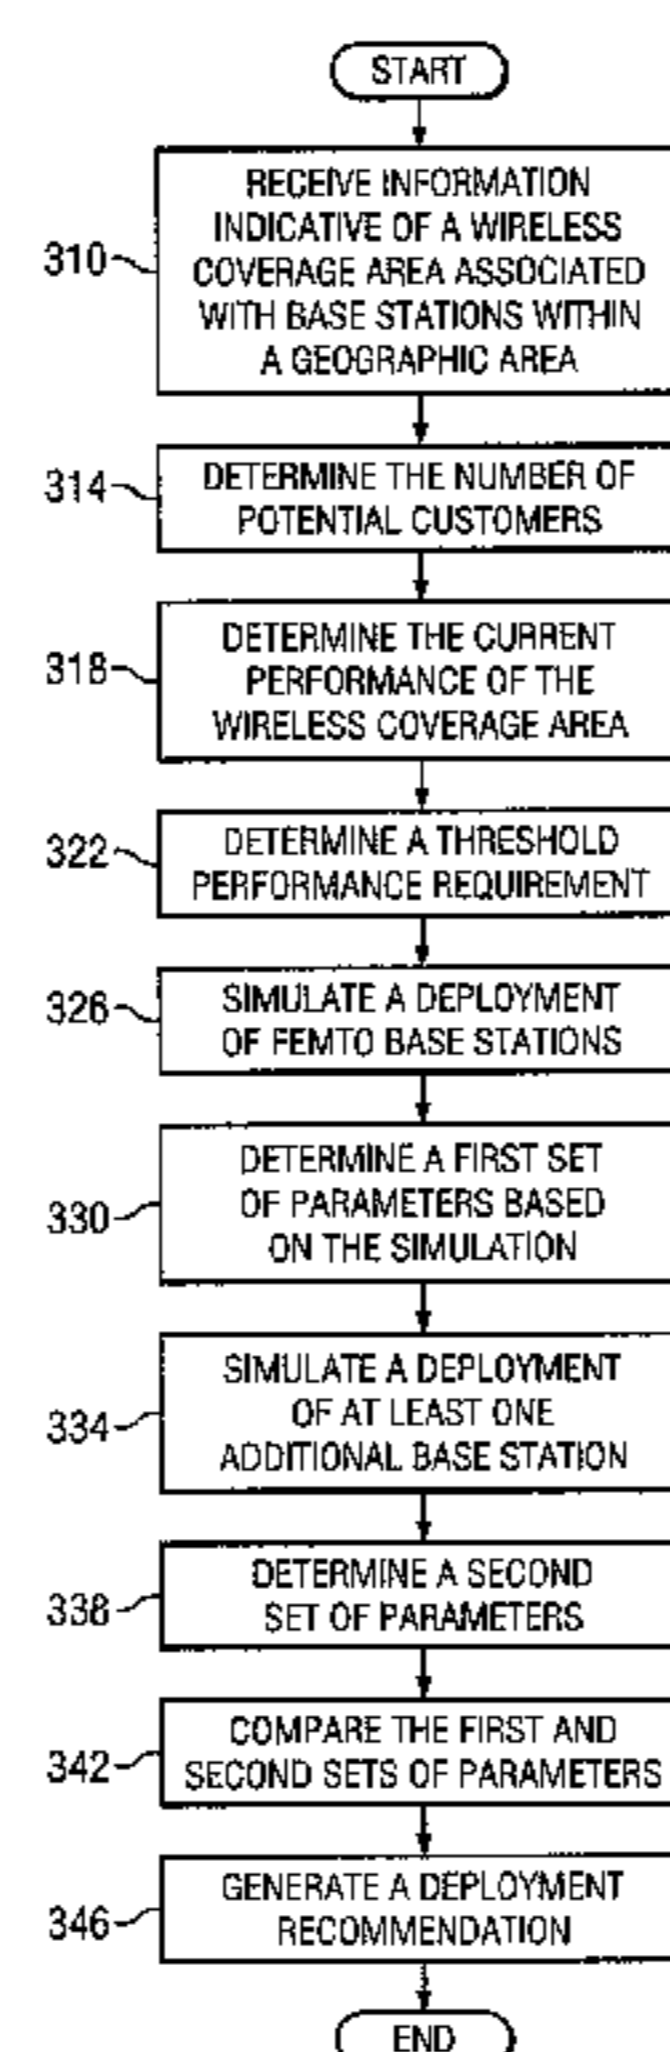 START
310
RECEIVE INFORMATION
INDICATIVE OF A WIRELESS
COVERAGE AREA ASSOCIATED
WITH BASE STATIONS WITHIN
A GEOGRAPHIC AREA
314
DETERMINE THE NUMBER OF
POTENTIAL CUSTOMERS
318
DETERMINE THE CURRENT
PERFORMANCE OF THE
WIRELESS COVERAGE AREA
322
DETERMINE A THRESHOLD
PERFORMANCE REQUIREMENT
326
SIMULATE A DEPLOYMENT
OF FEMTO BASE STATIONS
330
DETERMINE A FIRST SET
OF PARAMETERS BASED
ON THE SIMULATION
334
SIMULATE A DEPLOYMENT
OF AT LEAST ONE
ADDITIONAL BASE STATION
338
DETERMINE A SECOND
SET OF PARAMETERS
342
COMPARE THE FIRST AND
SECOND SETS OF PARAMETERS
346
GENERATE A DEPLOYMENT
RECOMMENDATION
END